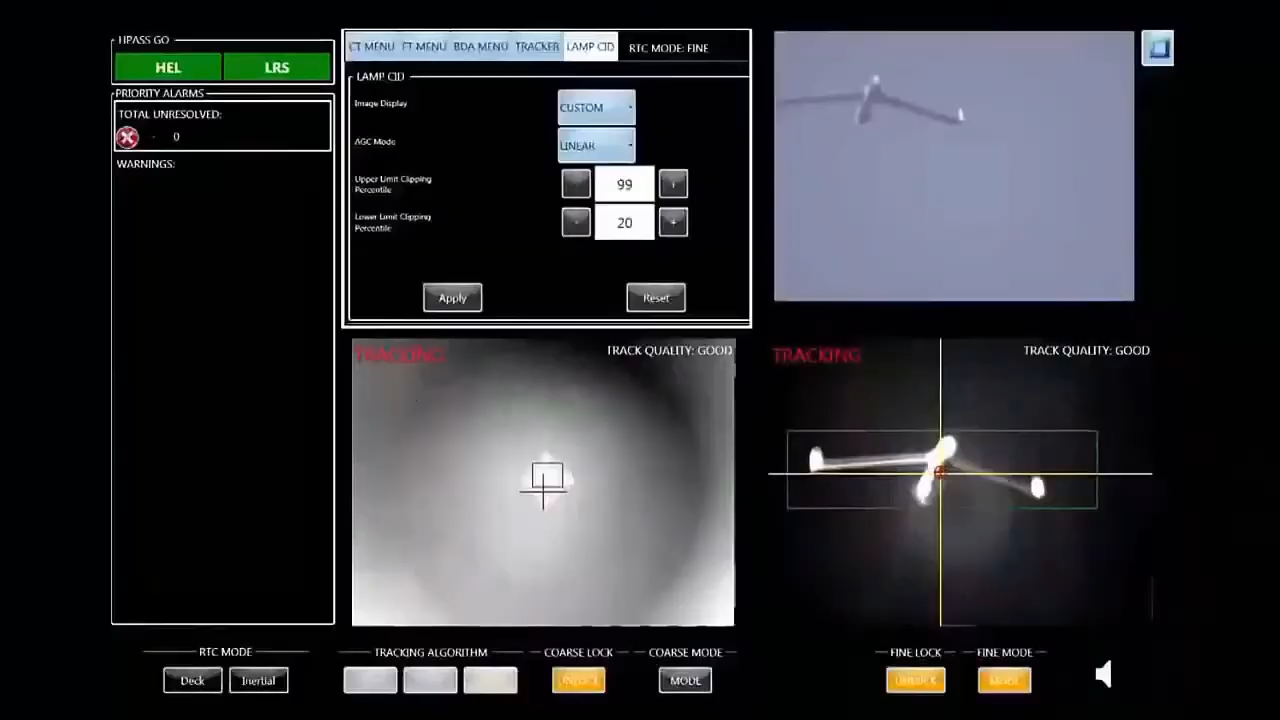 HPASS GO
HEL LRS
PRIORITY ALARMS
TOTAL UNRESOLVED:
- 0
WARNINGS:
CT MENU FT MENU BDA MENU TRACKER LAMP CID RTC MODE: FINE
LAMP CID
Image Display CUSTOM
AGC Mode LINEAR
Upper Limit Clipping Percentile - 99 +
Lower Limit Clipping Percentile - 20 +
Apply Reset
TRACKING TRACK QUALITY: GOOD
TRACKING TRACK QUALITY: GOOD
RTC MODE TRACKING ALGORITHM COARSE LOCK COARSE MODE FINE LOCK FINE MODE
Deck Inertial MODE